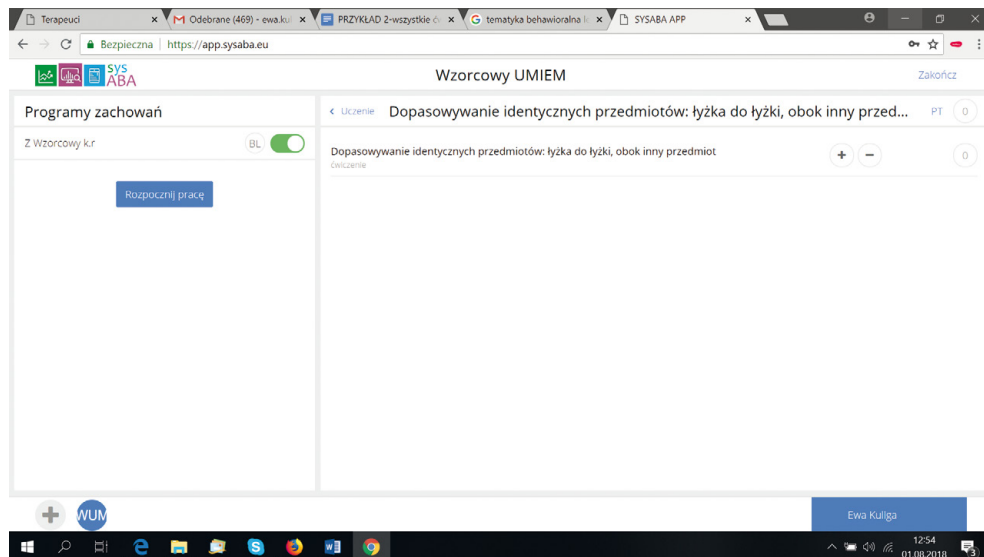 Terapeuci
Odebrane (469) - ewa.kul
PRZYKŁAD 2-wszystkie ćw
tematyka behawioralna k
SYSABA APP
Bezpieczna
https://app.sysaba.eu
sys
ABA
Wzorcowy UMIEM
Zakończ
Programy zachowań
Uczenie
Dopasowywanie identycznych przedmiotów: łyżka do łyżki, obok inny przed...
PT
0
Z Wzorcowy k.r
BL
Dopasowywanie identycznych przedmiotów: łyżka do łyżki, obok inny przedmiot
ćwiczenie
0
Rozpocznij pracę
WUM
Ewa Kuliga
12:54
01.08.2018